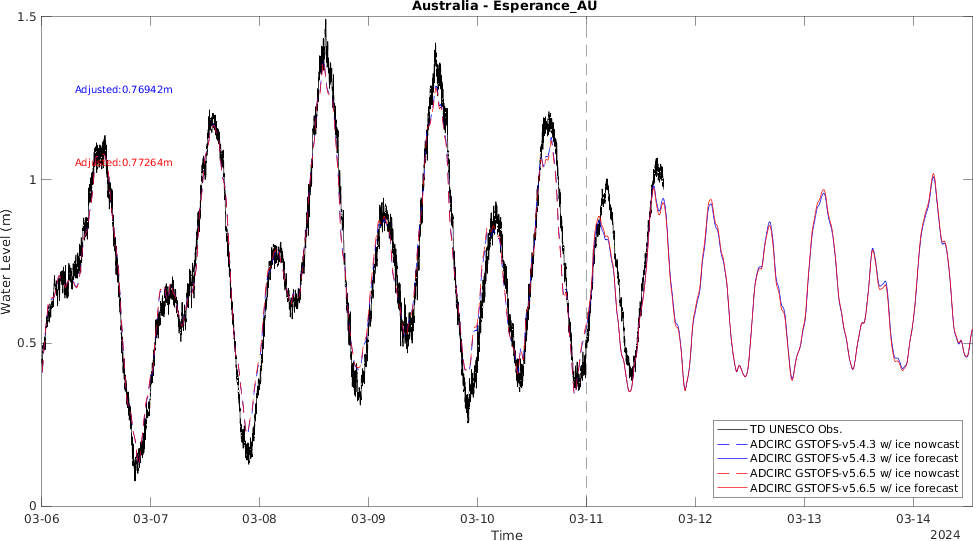 Australia - Esperance_AU
1.5
Adjusted:0.76942m
Adjusted:0.77264m
1
Water Level (m)
0.5
TD UNESCO Obs.
ADCIRC GSTOFS-v5.4.3 w/ ice nowcast
ADCIRC GSTOFS-v5.4.3 w/ ice forecast
ADCIRC GSTOFS-v5.6.5 w/ ice nowcast
ADCIRC GSTOFS-v5.6.5 w/ ice forecast
0
03-06 03-07 03-08 03-09 03-10 03-11 03-12 03-13 03-14
Time
2024